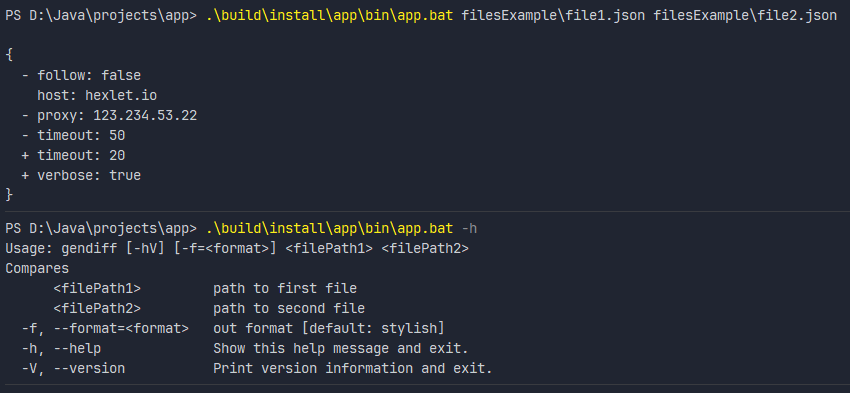 PS D:\Java\projects\app> .\build\install\app\bin\app.bat filesExample\file1.json filesExample\file2.json
{
  - follow: false
    host: hexlet.io
  - proxy: 123.234.53.22
  - timeout: 50
  + timeout: 20
  + verbose: true
}
PS D:\Java\projects\app> .\build\install\app\bin\app.bat -h
Usage: gendiff [-hV] [-f=<format>] <filePath1> <filePath2>
Compares
      <filePath1>         path to first file
      <filePath2>         path to second file
  -f, --format=<format>   out format [default: stylish]
  -h, --help              Show this help message and exit.
  -V, --version           Print version information and exit.